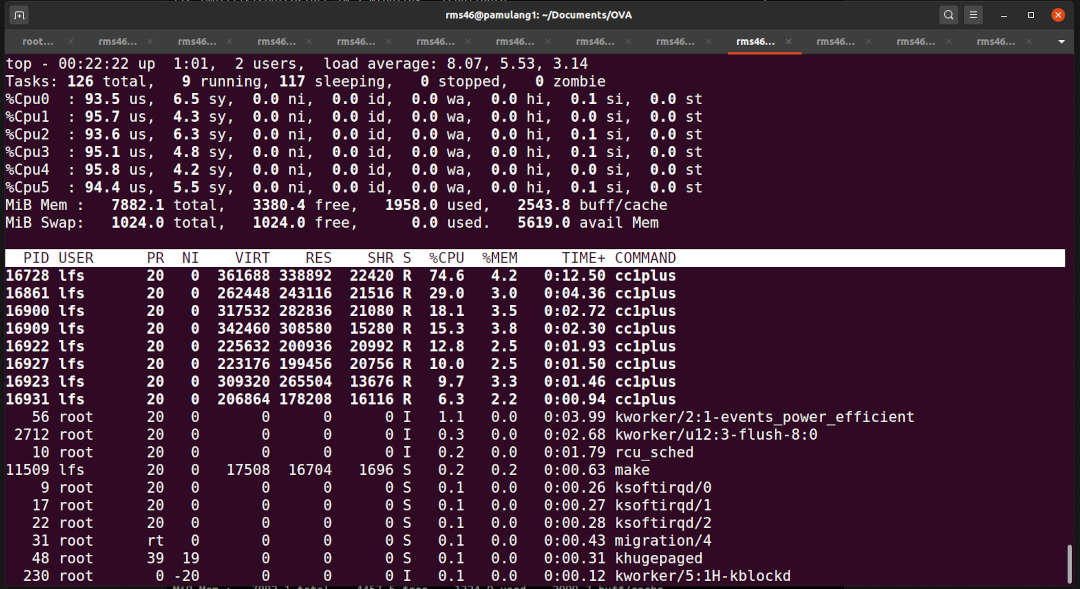 rms46@pamulang1: ~/Documents/OVA
root... × rms46... × rms46... × rms46... × rms46... × rms46... × rms46... × rms46... × rms46... × rms46... × rms46... × rms46... × rms46... ×
top - 00:22:22 up  1:01,  2 users,  load average: 8.07, 5.53, 3.14
Tasks: 126 total,   9 running, 117 sleeping,   0 stopped,   0 zombie
%Cpu0  : 93.5 us,  6.5 sy,  0.0 ni,  0.0 id,  0.0 wa,  0.0 hi,  0.1 si,  0.0 st
%Cpu1  : 95.7 us,  4.3 sy,  0.0 ni,  0.0 id,  0.0 wa,  0.0 hi,  0.0 si,  0.0 st
%Cpu2  : 93.6 us,  6.3 sy,  0.0 ni,  0.0 id,  0.0 wa,  0.0 hi,  0.1 si,  0.0 st
%Cpu3  : 95.1 us,  4.8 sy,  0.0 ni,  0.0 id,  0.0 wa,  0.0 hi,  0.1 si,  0.0 st
%Cpu4  : 95.8 us,  4.2 sy,  0.0 ni,  0.0 id,  0.0 wa,  0.0 hi,  0.0 si,  0.0 st
%Cpu5  : 94.4 us,  5.5 sy,  0.0 ni,  0.0 id,  0.0 wa,  0.0 hi,  0.1 si,  0.0 st
MiB Mem :   7882.1 total,   3380.4 free,   1958.0 used,   2543.8 buff/cache
MiB Swap:   1024.0 total,   1024.0 free,      0.0 used.   5619.0 avail Mem
PID USER      PR  NI    VIRT    RES    SHR S  %CPU  %MEM     TIME+ COMMAND
16728 lfs       20   0  361688 338892  22420 R  74.6   4.2   0:12.50 cc1plus
16861 lfs       20   0  262448 243116  21516 R  29.0   3.0   0:04.36 cc1plus
16900 lfs       20   0  317532 282836  21080 R  18.1   3.5   0:02.72 cc1plus
16909 lfs       20   0  342460 308580  15280 R  15.3   3.8   0:02.30 cc1plus
16922 lfs       20   0  225632 200936  20992 R  12.8   2.5   0:01.93 cc1plus
16927 lfs       20   0  223176 199456  20756 R  10.0   2.5   0:01.50 cc1plus
16923 lfs       20   0  309320 265504  13676 R   9.7   3.3   0:01.46 cc1plus
16931 lfs       20   0  206864 178208  16116 R   6.3   2.2   0:00.94 cc1plus
56 root      20   0       0      0      0 I   1.1   0.0   0:03.99 kworker/2:1-events_power_efficient
2712 root      20   0       0      0      0 I   0.3   0.0   0:02.68 kworker/u12:3-flush-8:0
10 root      20   0       0      0      0 I   0.2   0.0   0:01.79 rcu_sched
11509 lfs       20   0   17508  16704   1696 S   0.2   0.2   0:00.63 make
9 root      20   0       0      0      0 S   0.1   0.0   0:00.26 ksoftirqd/0
17 root      20   0       0      0      0 S   0.1   0.0   0:00.27 ksoftirqd/1
22 root      20   0       0      0      0 S   0.1   0.0   0:00.28 ksoftirqd/2
31 root      rt   0       0      0      0 S   0.1   0.0   0:00.43 migration/4
48 root      39  19       0      0      0 S   0.1   0.0   0:00.31 khugepaged
230 root       0 -20       0      0      0 I   0.1   0.0   0:00.12 kworker/5:1H-kblockd